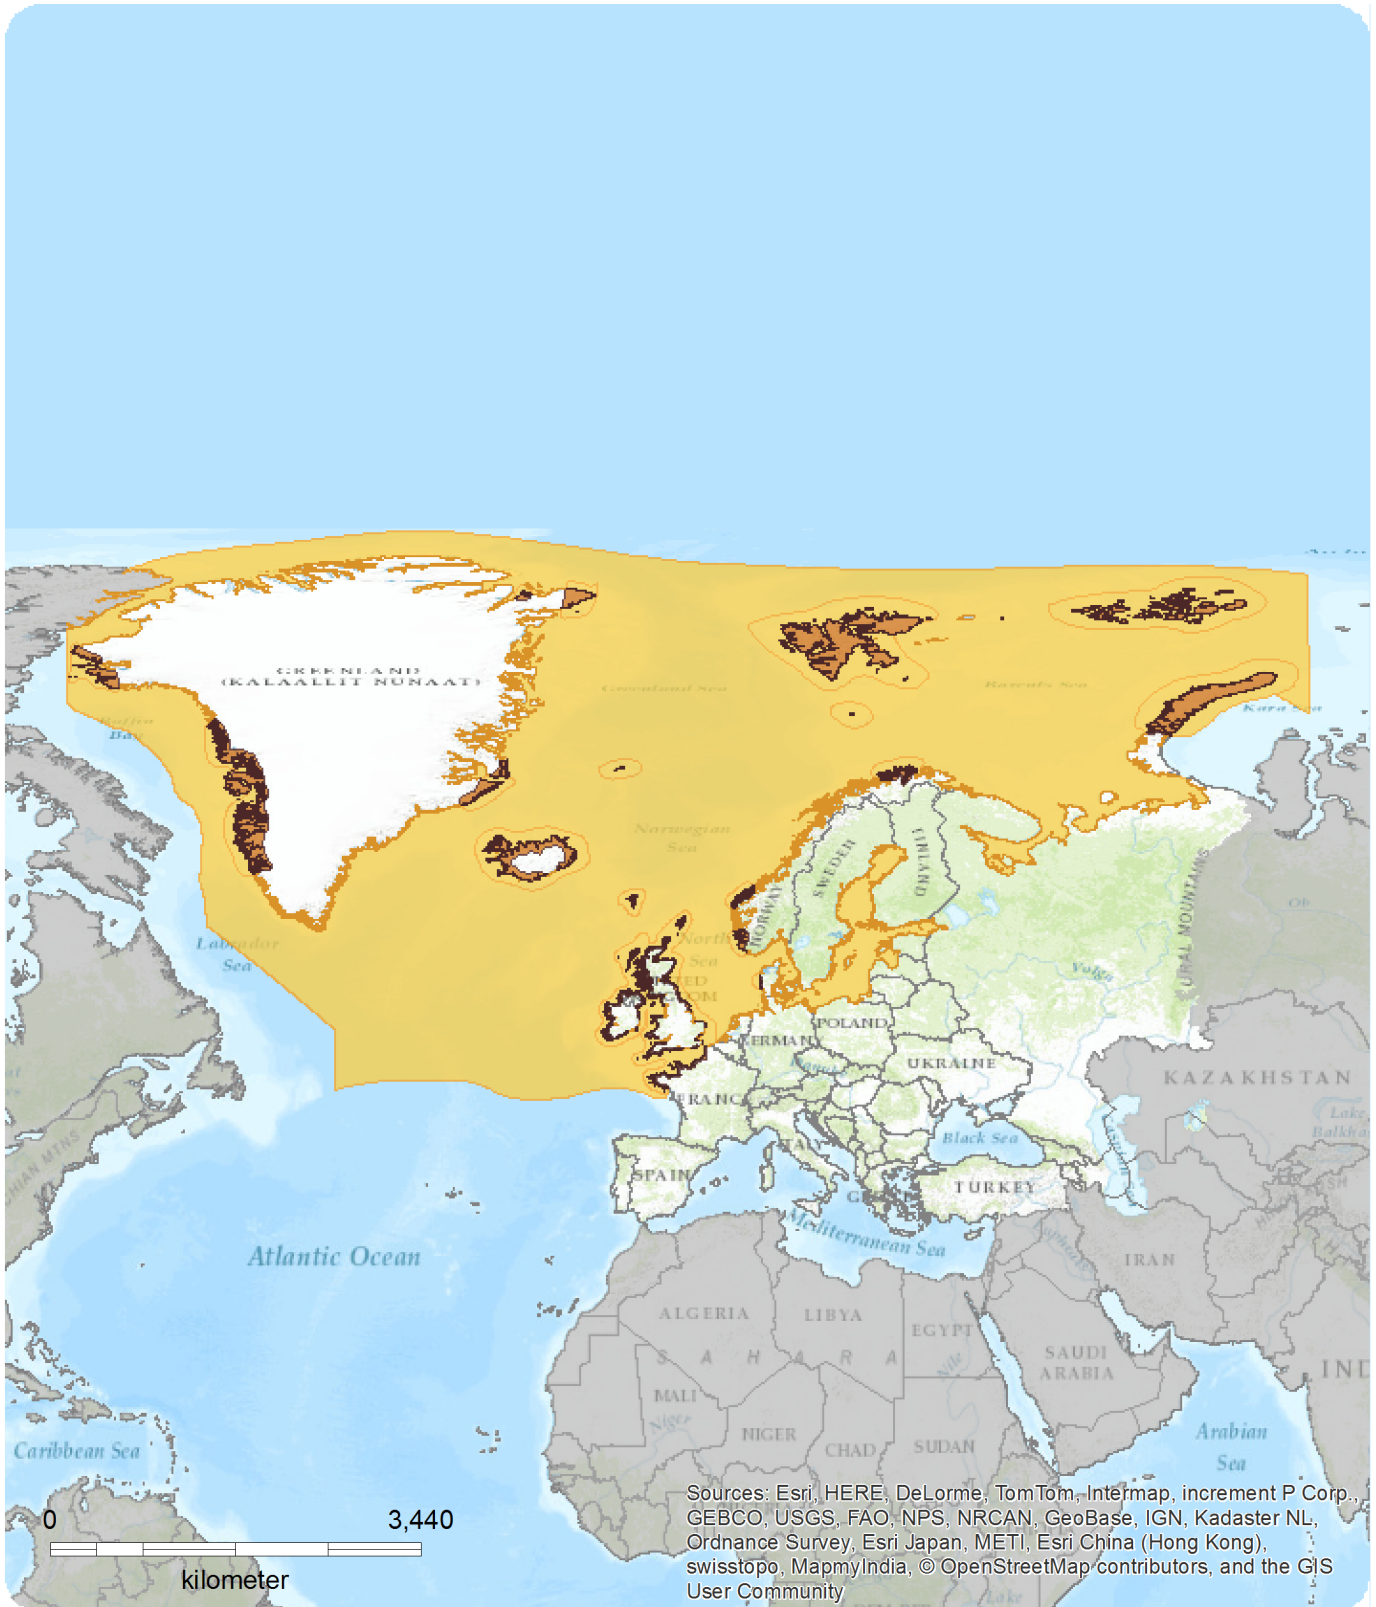 GREENLAND
(KALAALLIT NUNAAT)
Greenland Sea
Barents Sea
Kara Sea
Baffin
Bay
Norwegian
Sea
SWEDEN
FINLAND
NORWAY
URAL MOUNTAINS
Ob
Labrador
Sea
North
Sea
Volga
POLAND
GERMANY
UKRAINE
KAZAKHSTAN
FRANCE
Black Sea
ITALY
SPAIN
TURKEY
Mediterranean Sea
Atlantic Ocean
IRAN
ALGERIA
LIBYA
EGYPT
SAUDI
ARABIA
SAHARA
Nile
MALI
Niger
NIGER
CHAD
SUDAN
IND
Caribbean Sea
Arabian
Sea
0 3,440
kilometer
Sources: Esri, HERE, DeLorme, TomTom, Intermap, increment P Corp.,
GEBCO, USGS, FAO, NPS, NRCAN, GeoBase, IGN, Kadaster NL,
Ordnance Survey, Esri Japan, METI, Esri China (Hong Kong),
swisstopo, MapmyIndia, © OpenStreetMap contributors, and the GIS
User Community